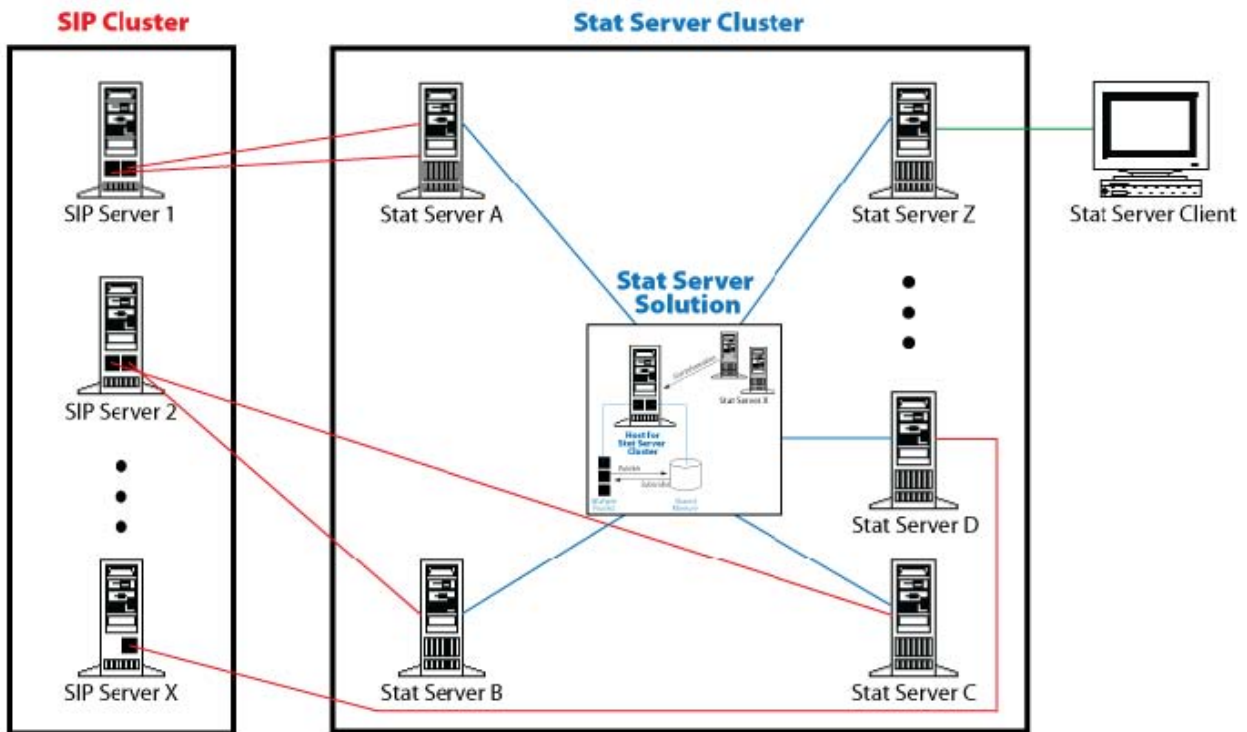 SIP Cluster
Stat Server Cluster
SIP Server 1
Stat Server A
Stat Server Z
Stat Server Client
Stat Server
Solution
SIP Server 2
Stat Server X
Host for
Stat Server
Cluster
Publish
Stat Server D
SIP Server X
Stat Server B
Stat Server C